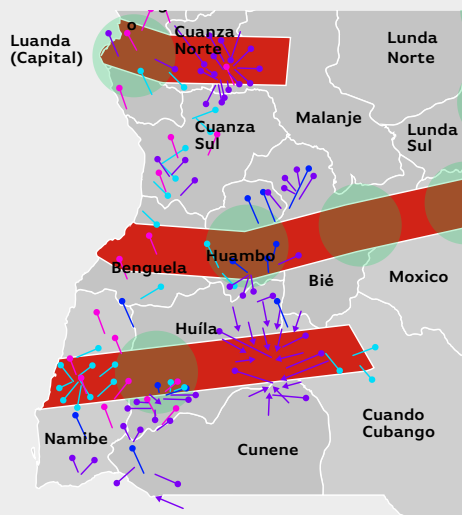 Cuanza
Norte
Luanda
(Capital)
Lunda
Norte
Malanje
Cuanza
Sul
Lunda
Sul
Huambo
Benguela
Bié
Moxico
Huíla
Cuando
Cubango
Namibe
Cunene